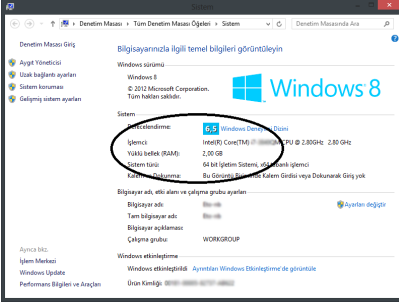 Sistem
Denetim Masası › Tüm Denetim Masası Öğeleri › Sistem
Denetim Masasında Ara
Denetim Masası Giriş
Aygıt Yöneticisi
Uzak bağlantı ayarları
Sistem koruması
Gelişmiş sistem ayarları
Bilgisayarınızla ilgili temel bilgileri görüntüleyin
Windows sürümü
Windows 8
© 2012 Microsoft Corporation.
Tüm hakları saklıdır.
Windows 8
Sistem
Derecelendirme: 6,5 Windows Deneyim Dizini
İşlemci: Intel(R) Core(TM) CPU @ 2.80GHz 2.80 GHz
Yüklü bellek (RAM): 2,00 GB
Sistem türü: 64 bit İşletim Sistemi, x64 tabanlı işlemci
Kalem ve Dokunma: Bu Görüntü Biriminde Kalem Girdisi veya Dokunarak Giriş yok
Bilgisayar adı, etki alanı ve çalışma grubu ayarları
Bilgisayar adı: Ayarları değiştir
Tam bilgisayar adı:
Bilgisayar açıklaması:
Çalışma grubu: WORKGROUP
Windows etkinleştirme
Windows etkinleştirildi Ayrıntıları Windows Etkinleştirme'de görüntüle
Ürün Kimliği:
Ayrıca bkz.
İşlem Merkezi
Windows Update
Performans Bilgileri ve Araçları